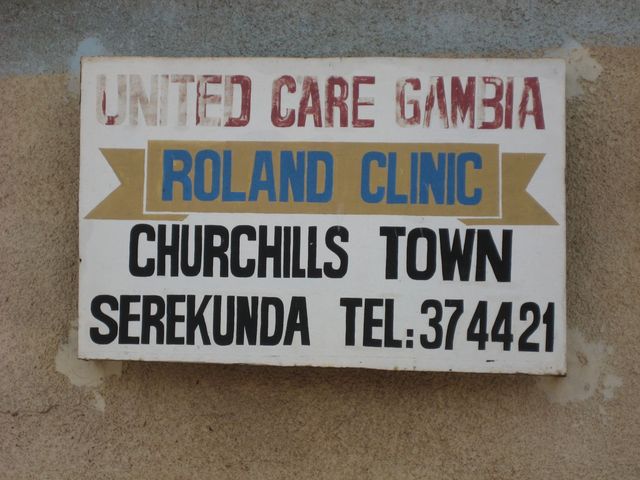 UNITED CARE GAMBIA
ROLAND CLINIC
CHURCHILLS TOWN
SEREKUNDA TEL: 374421